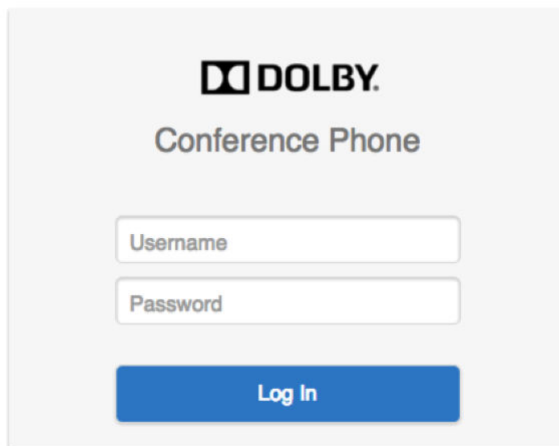 DOLBY.
Conference Phone
Username
Password
Log In